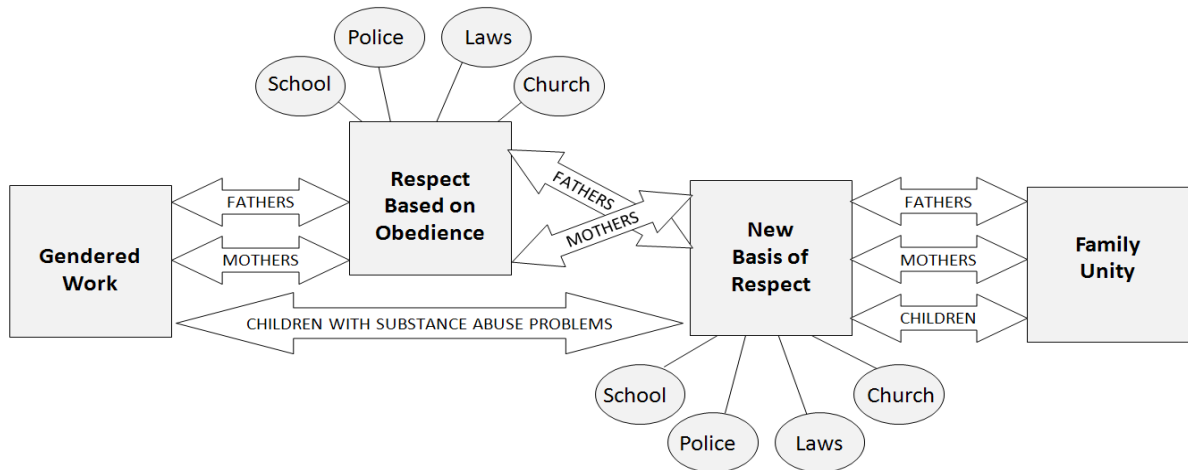 Police
Laws
School
Church
Respect
Based on
Obedience
FATHERS
MOTHERS
Gendered
Work
FATHERS
MOTHERS
CHILDREN WITH SUBSTANCE ABUSE PROBLEMS
New
Basis of
Respect
FATHERS
MOTHERS
CHILDREN
Family
Unity
School
Church
Police
Laws